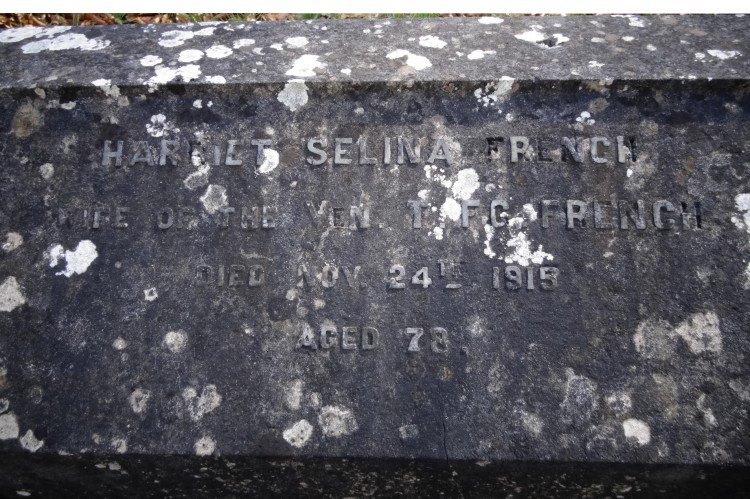 HARRIET SELINA FRENCH
WIFE OF THE VEN. T. F.G. FRENCH
DIED NOV. 24TH 1915
AGED 78.